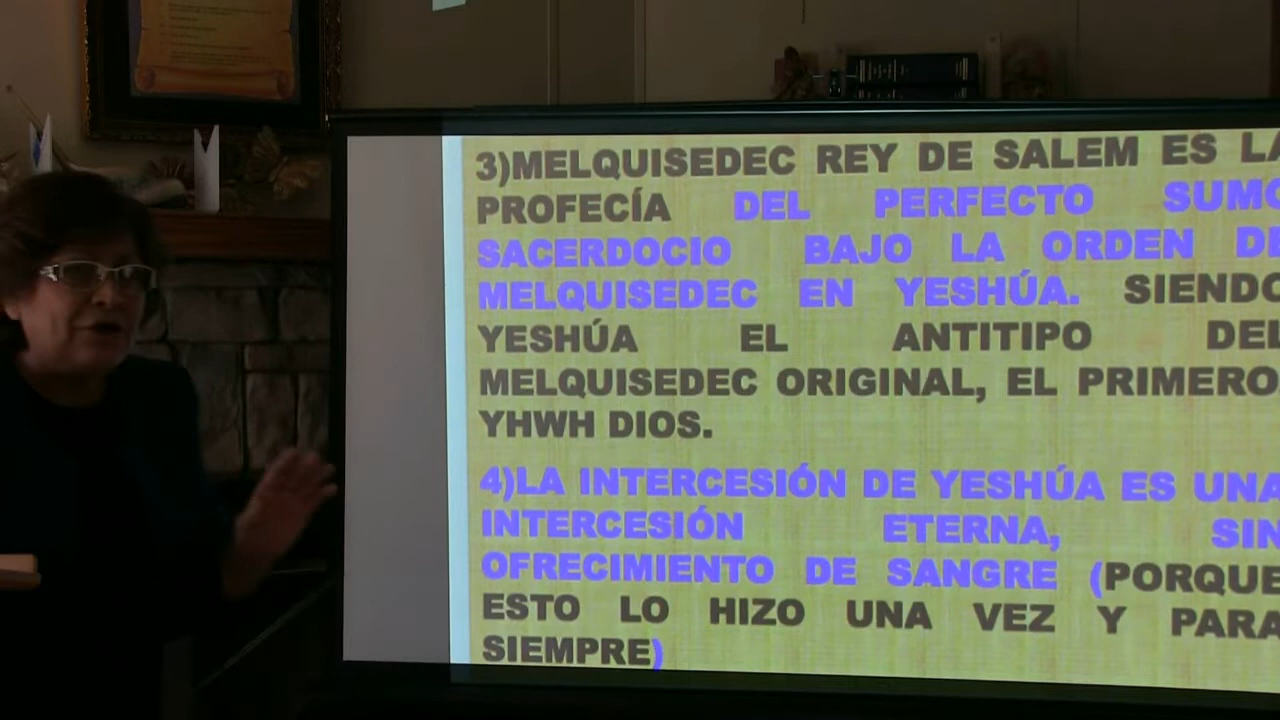 3)MELQUISEDEC REY DE SALEM ES LA
PROFECÍA DEL PERFECTO SUMO
SACERDOCIO BAJO LA ORDEN DE
MELQUISEDEC EN YESHÚA. SIENDO
YESHÚA EL ANTITIPO DEL
MELQUISEDEC ORIGINAL, EL PRIMERO
YHWH DIOS.
4)LA INTERCESIÓN DE YESHÚA ES UNA
INTERCESIÓN ETERNA, SIN
OFRECIMIENTO DE SANGRE (PORQUE
ESTO LO HIZO UNA VEZ Y PARA
SIEMPRE)